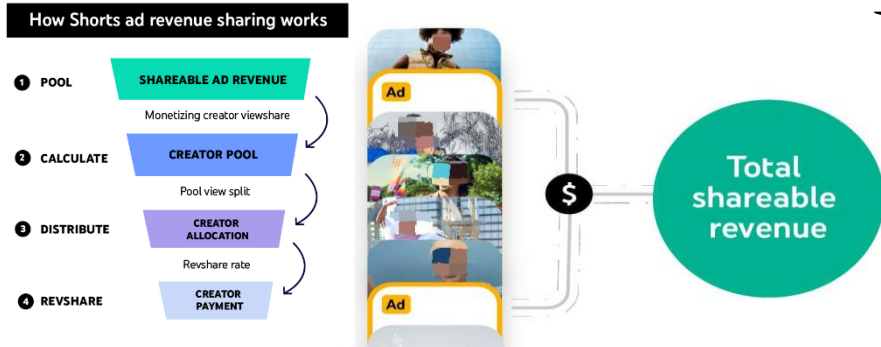 How Shorts ad revenue sharing works
1 POOL
SHAREABLE AD REVENUE
Monetizing creator viewshare
2 CALCULATE
CREATOR POOL
Pool view split
3 DISTRIBUTE
CREATOR
ALLOCATION
Revshare rate
4 REVSHARE
CREATOR
PAYMENT
Ad
Ad
$
Total
shareable
revenue